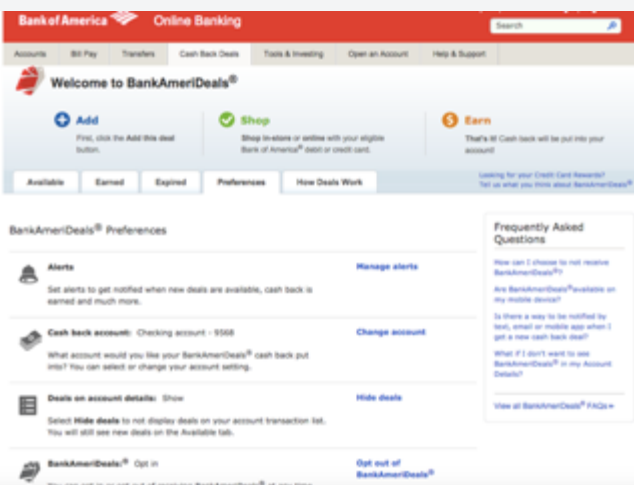 Bank of America Online Banking
Search
Accounts Bill Pay Transfers Cash Back Deals Tools & Investing Open an Account Help & Support
Welcome to BankAmeriDeals®
Add
First, click the Add this deal
button.
Shop
Shop in-store or online with your eligible
Bank of America® debit or credit card.
Earn
That's it! Cash back will be put into your
account!
Available Earned Expired Preferences How Deals Work
Looking for your Credit Card Rewards?
Tell us what you think about BankAmeriDeals®
BankAmeriDeals® Preferences
Alerts
Set alerts to get notified when new deals are available, cash back is
earned and much more.
Manage alerts
Cash back account: Checking account - 9568
What account would you like your BankAmeriDeals® cash back put
into? You can select or change your account setting.
Change account
Deals on account details: Show
Select Hide deals to not display deals on your account transaction list.
You will still see new deals on the Available tab.
Hide deals
BankAmeriDeals:® Opt in
Opt out of
BankAmeriDeals®
Frequently Asked
Questions
How can I choose to not receive
BankAmeriDeals®?
Are BankAmeriDeals® available on
my mobile device?
Is there a way to be notified by
text, email or mobile app when I
get a new cash back deal?
What if I don't want to see
BankAmeriDeals® in my Account
Details?
View all BankAmeriDeals® FAQs